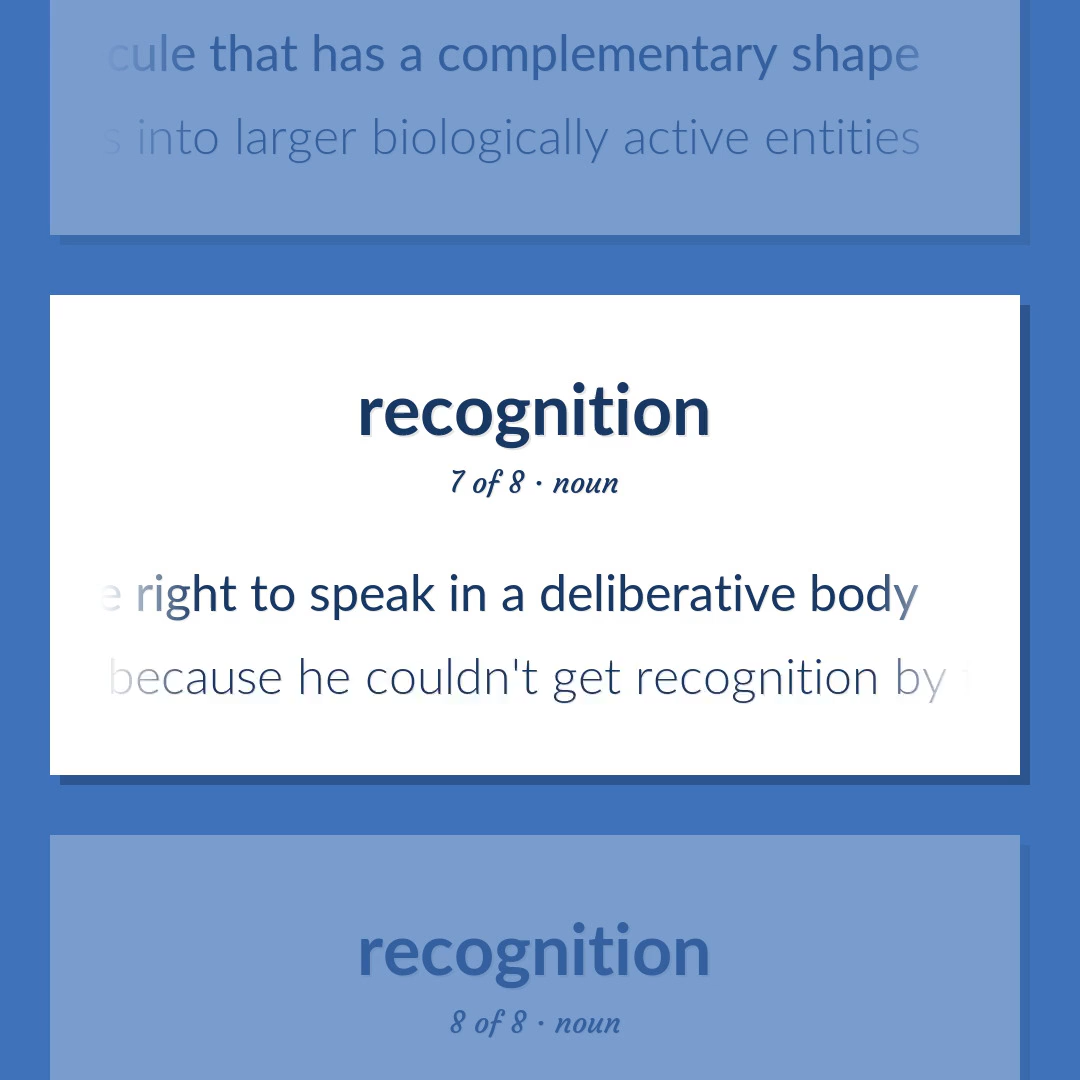 that has a complementary shape
into larger biologically active entities
recognition
7 of 8 · noun
right to speak in a deliberative body
because he couldn't get recognition by
recognition
8 of 8 · noun